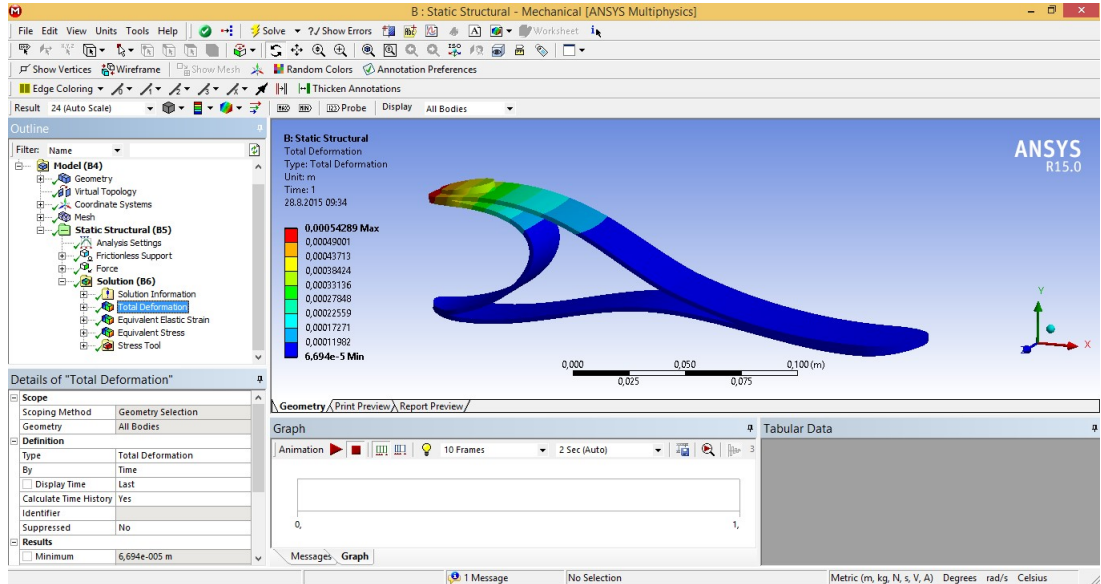 B : Static Structural - Mechanical [ANSYS Multiphysics]
File Edit View Units Tools Help Solve ?/ Show Errors Worksheet
Show Vertices Wireframe Show Mesh Random Colors Annotation Preferences
Edge Coloring Thicken Annotations
Result 24 (Auto Scale) Probe Display All Bodies
Outline
Filter: Name
Model (B4)
Geometry
Virtual Topology
Coordinate Systems
Mesh
Static Structural (B5)
Analysis Settings
Frictionless Support
Force
Solution (B6)
Solution Information
Total Deformation
Equivalent Elastic Strain
Equivalent Stress
Stress Tool
B: Static Structural
Total Deformation
Type: Total Deformation
Unit: m
Time: 1
28.8.2015 09:34
0,00054289 Max
0,00049001
0,00043713
0,00038424
0,00033136
0,00027848
0,00022559
0,00017271
0,00011982
6,694e-5 Min
ANSYS
R15.0
Y
X
0,000 0,050 0,100 (m)
0,025 0,075
Geometry Print Preview Report Preview
Details of "Total Deformation"
Scope
Scoping Method Geometry Selection
Geometry All Bodies
Definition
Type Total Deformation
By Time
Display Time Last
Calculate Time History Yes
Identifier
Suppressed No
Results
Minimum 6,694e-005 m
Graph
Animation 10 Frames 2 Sec (Auto) 3
0, 1,
Messages Graph
Tabular Data
1 Message No Selection Metric (m, kg, N, s, V, A) Degrees rad/s Celsius